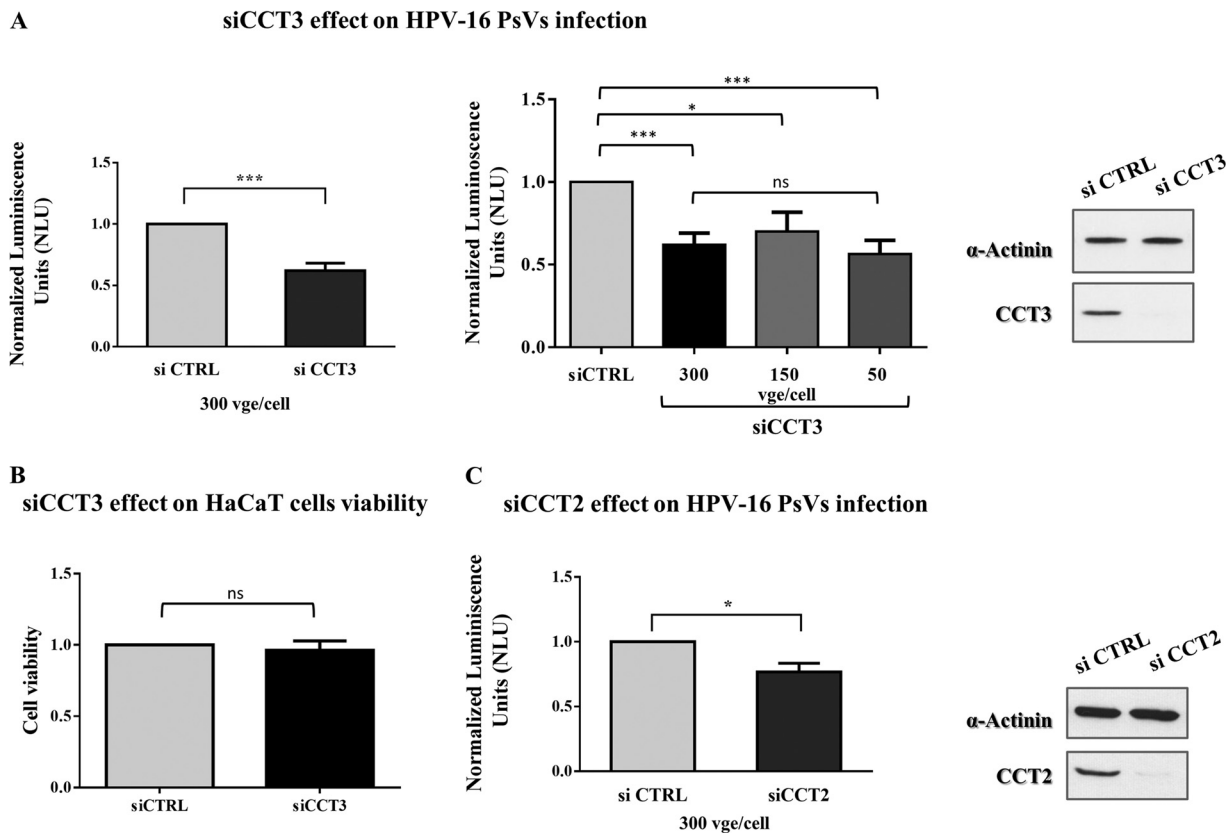 A
siCCT3 effect on HPV-16 PsVs infection
Normalized Luminiscence
Units (NLU)
1.5
1.0
0.5
0.0
***
si CTRL
si CCT3
300 vge/cell
Normalized Luminoscence
Units (NLU)
1.5
1.0
0.5
0.0
***
*
***
ns
siCTRL
300
150
50
vge/cell
siCCT3
si CTRL
si CCT3
α-Actinin
CCT3
B
siCCT3 effect on HaCaT cells viability
Cell viability
1.5
1.0
0.5
0.0
ns
siCTRL
siCCT3
C
siCCT2 effect on HPV-16 PsVs infection
Normalized Luminiscence
Units (NLU)
1.5
1.0
0.5
0.0
*
si CTRL
siCCT2
300 vge/cell
si CTRL
si CCT2
α-Actinin
CCT2